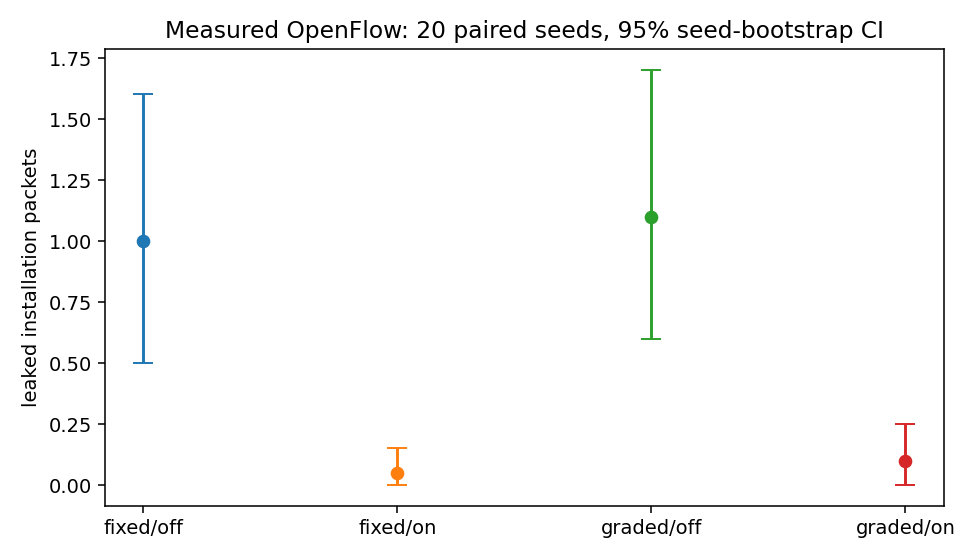 Measured OpenFlow: 20 paired seeds, 95% seed-bootstrap CI
leaked installation packets
1.75
1.50
1.25
1.00
0.75
0.50
0.25
0.00
fixed/off
fixed/on
graded/off
graded/on